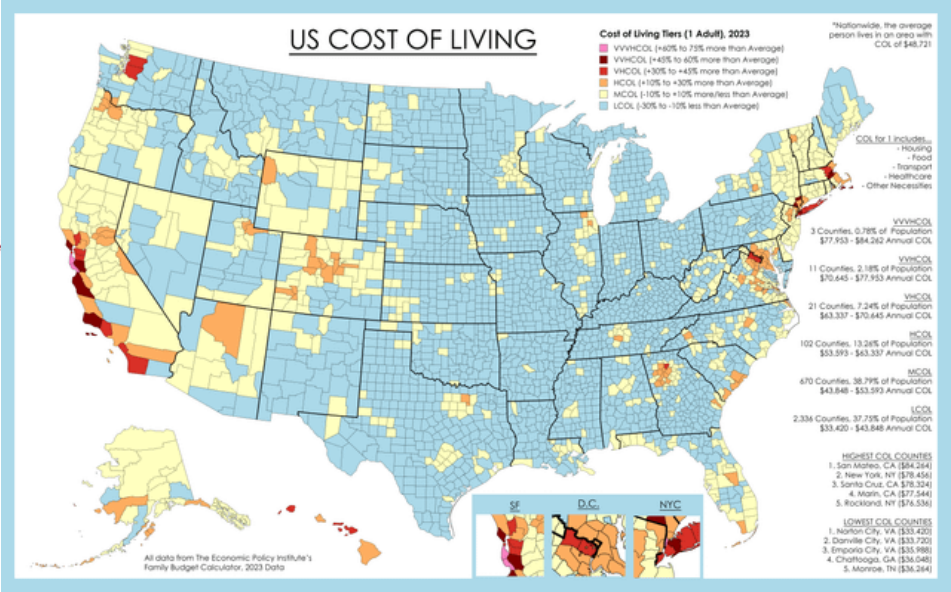 US COST OF LIVING
Cost of Living Tiers (1 Adult), 2023
VVVHCOL (+60% to 75% more than Average)
VVHCOL (+45% to 60% more than Average)
VHCOL (+30% to +45% more than Average)
HCOL (+10% to +30% more than Average)
MCOL (-10% to +10% more/less than Average)
LCOL (-30% to -10% less than Average)
*Nationwide, the average
person lives in an area with
COL of $48,721
COL for 1 includes...
- Housing
- Food
- Transport
- Healthcare
- Other Necessities
VVVHCOL
3 Counties, 0.78% of Population
$77,953 - $84,262 Annual COL
VVHCOL
11 Counties, 2.18% of Population
$70,645 - $77,953 Annual COL
VHCOL
21 Counties, 7.24% of Population
$63,337 - $70,645 Annual COL
HCOL
102 Counties, 13.26% of Population
$53,593 - $63,337 Annual COL
MCOL
670 Counties, 38.79% of Population
$43,848 - $53,593 Annual COL
LCOL
2,336 Counties, 37.75% of Population
$33,420 - $43,848 Annual COL
HIGHEST COL COUNTIES
1. San Mateo, CA ($84,264)
2. New York, NY ($78,456)
3. Santa Cruz, CA ($78,324)
4. Marin, CA ($77,544)
5. Rockland, NY ($76,536)
LOWEST COL COUNTIES
1. Norton City, VA ($33,420)
2. Danville City, VA ($33,720)
3. Emporia City, VA ($35,988)
4. Chattooga, GA ($36,048)
5. Monroe, TN ($36,264)
SF
D.C.
NYC
All data from The Economic Policy Institute's
Family Budget Calculator, 2023 Data